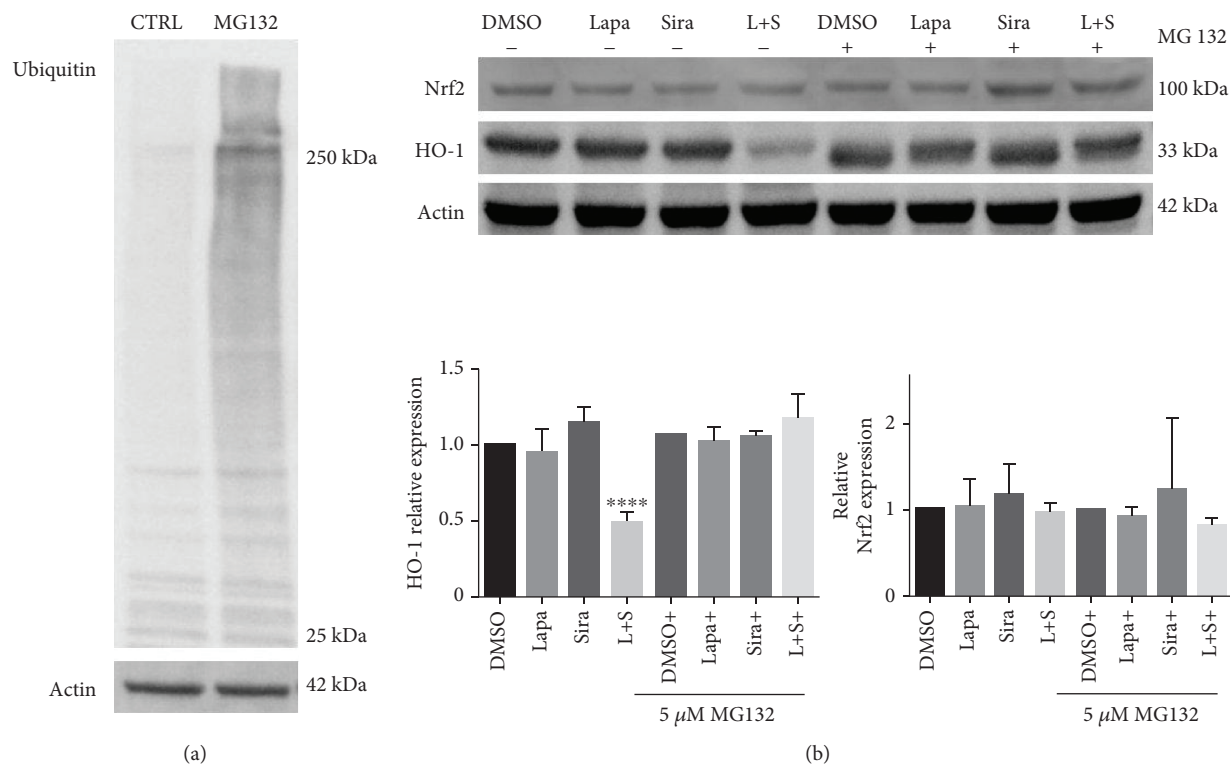 CTRL MG132
Ubiquitin
250 kDa
25 kDa
Actin
42 kDa
(a)
DMSO Lapa Sira L+S DMSO Lapa Sira L+S
– – – – + + + + MG 132
Nrf2 100 kDa
HO-1 33 kDa
Actin 42 kDa
HO-1 relative expression
1.5
1.0
0.5
0
****
DMSO Lapa Sira L+S DMSO+ Lapa+ Sira+ L+S+
5 μM MG132
Relative
Nrf2 expression
2
1
0
DMSO Lapa Sira L+S DMSO+ Lapa+ Sira+ L+S+
5 μM MG132
(b)